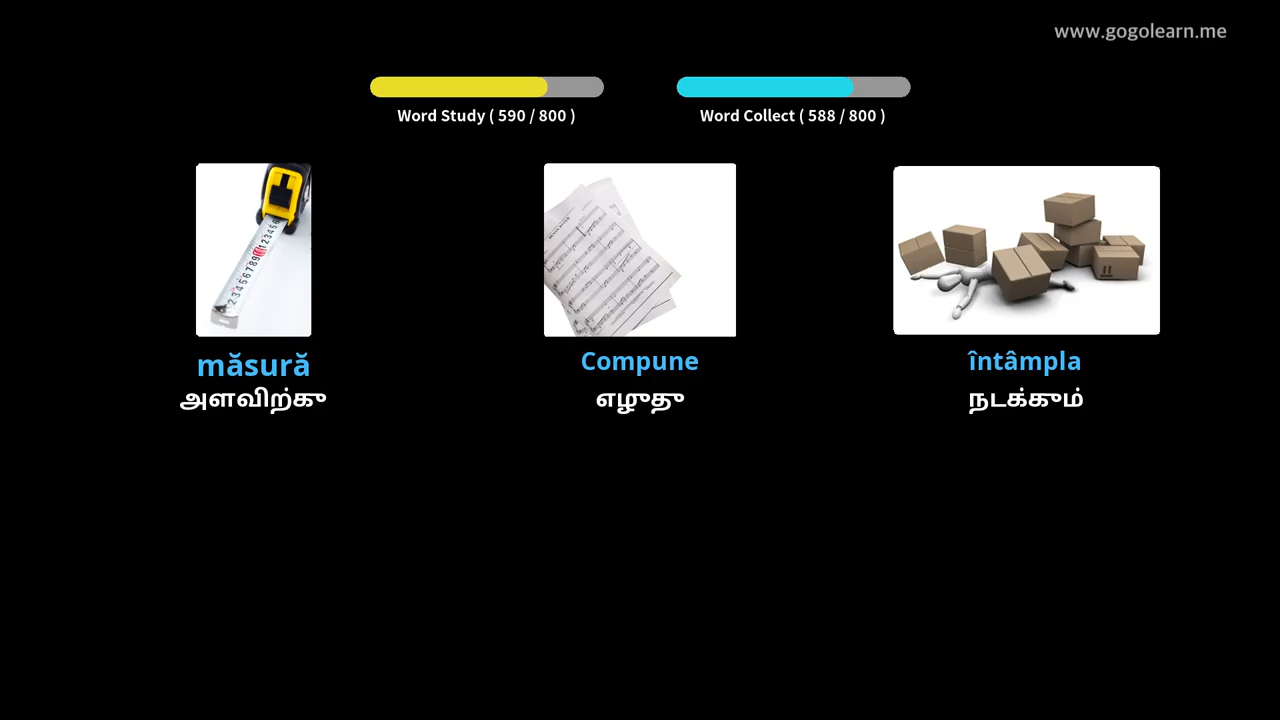 www.gogolearn.me
Word Study ( 590 / 800 )
Word Collect ( 588 / 800 )
măsură
Compune
întâmpla
அளவிற்கு
எழுது
நடக்கும்